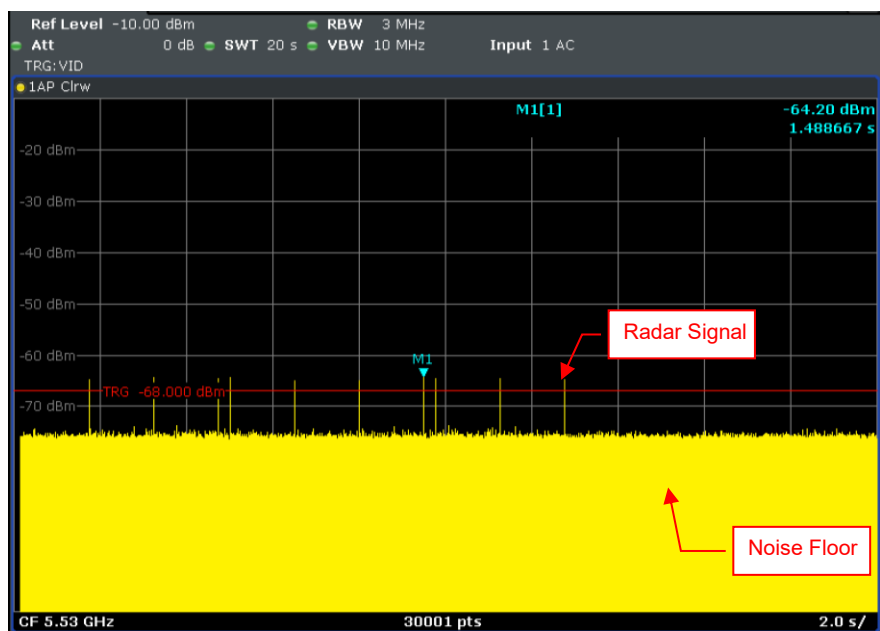 Ref Level -10.00 dBm RBW 3 MHz
Att 0 dB SWT 20 s VBW 10 MHz Input 1 AC
TRG:VID
1AP Clrw
M1[1] -64.20 dBm
1.488667 s
-20 dBm
-30 dBm
-40 dBm
-50 dBm
Radar Signal
-60 dBm
M1
TRG -68.000 dBm
-70 dBm
Noise Floor
CF 5.53 GHz 30001 pts 2.0 s/